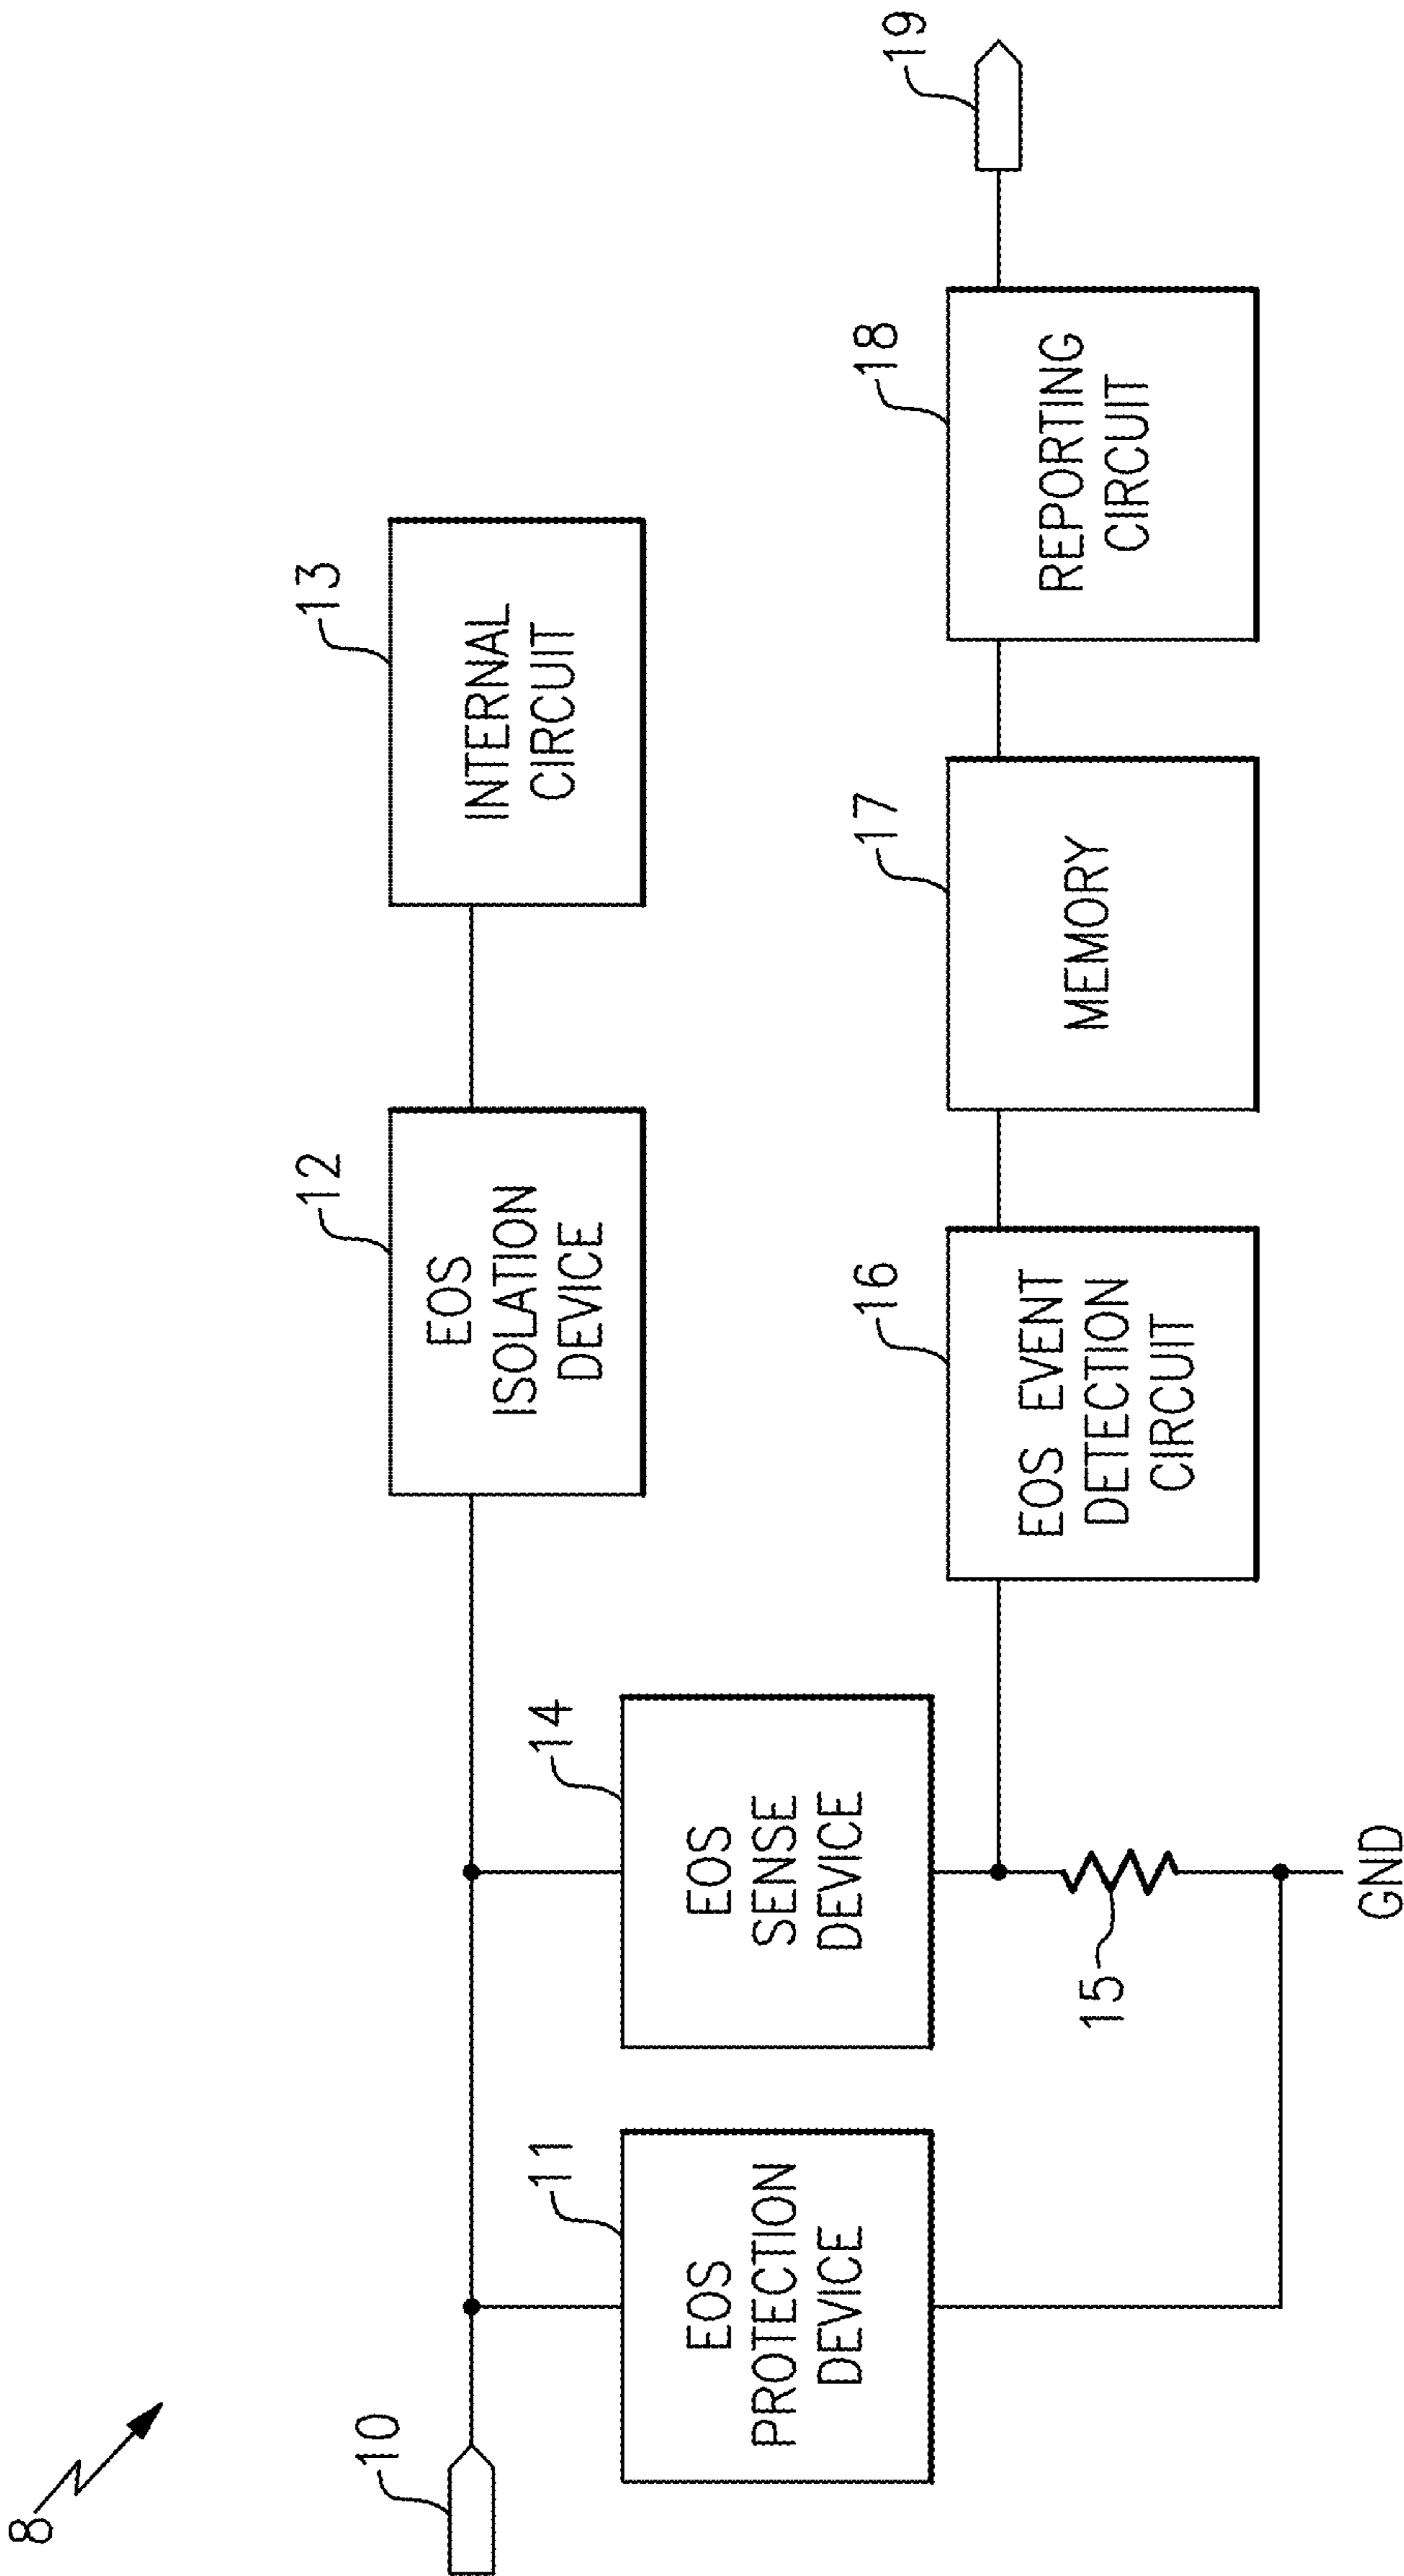 8
10
12
EOS
ISOLATION
DEVICE
13
INTERNAL
CIRCUIT
11
EOS
PROTECTION
DEVICE
14
EOS
SENSE
DEVICE
15
GND
16
EOS EVENT
DETECTION
CIRCUIT
17
MEMORY
18
REPORTING
CIRCUIT
19